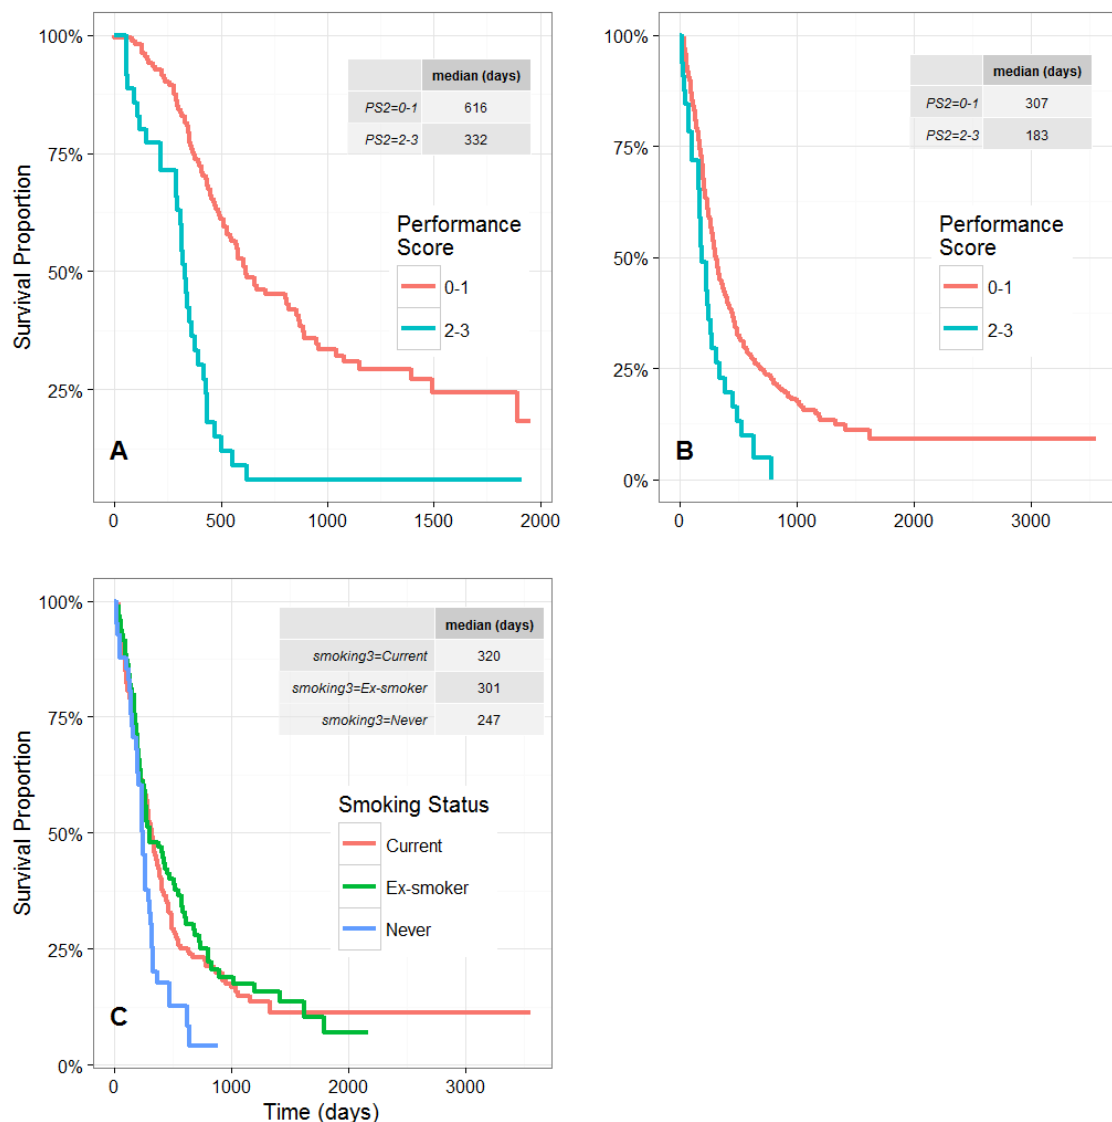 100%
75%
50%
25%
Survival Proportion
median (days)
PS2=0-1 616
PS2=2-3 332
Performance
Score
0-1
2-3
A
0 500 1000 1500 2000
100%
75%
50%
25%
0%
median (days)
PS2=0-1 307
PS2=2-3 183
Performance
Score
0-1
2-3
B
0 1000 2000 3000
100%
75%
50%
25%
0%
Survival Proportion
median (days)
smoking3=Current 320
smoking3=Ex-smoker 301
smoking3=Never 247
Smoking Status
Current
Ex-smoker
Never
C
0 1000 2000 3000
Time (days)